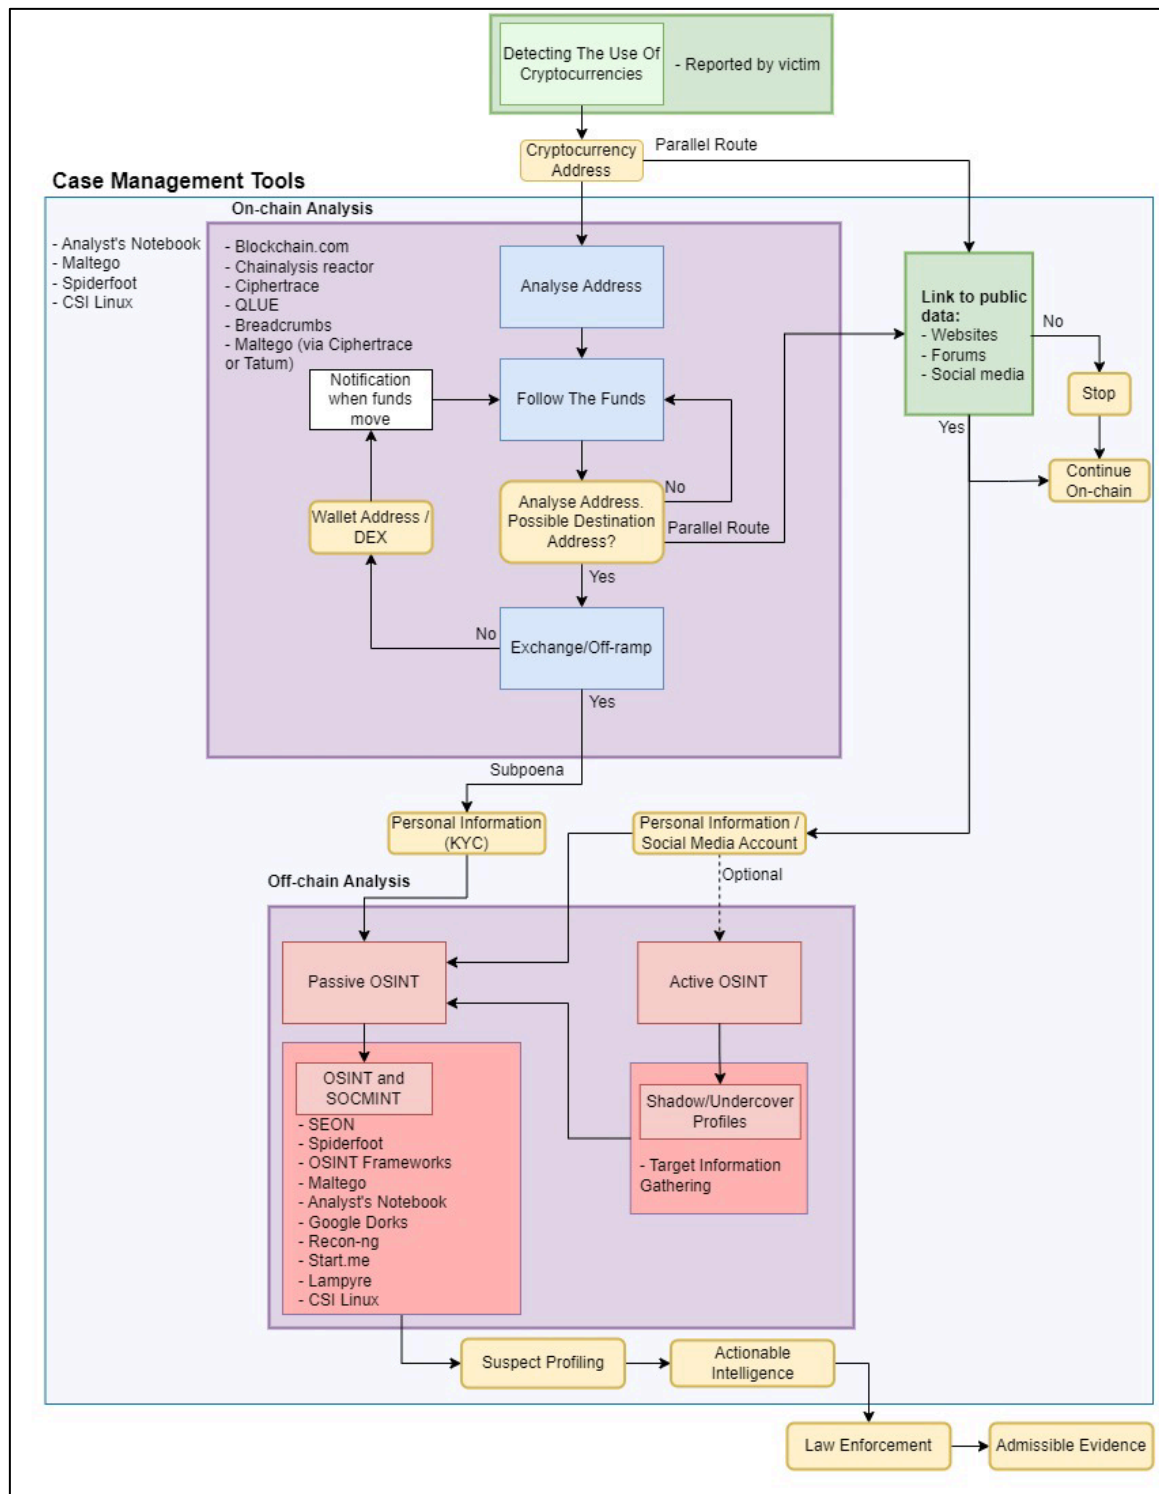 Detecting The Use Of
Cryptocurrencies
- Reported by victim
Cryptocurrency
Address
Parallel Route
Case Management Tools
- Analyst's Notebook
- Maltego
- Spiderfoot
- CSI Linux
On-chain Analysis
- Blockchain.com
- Chainalysis reactor
- Ciphertrace
- QLUE
- Breadcrumbs
- Maltego (via Ciphertrace
or Tatum)
Analyse Address
Link to public
data:
- Websites
- Forums
- Social media
No
Stop
Yes
Continue
On-chain
Notification
when funds
move
Follow The Funds
Wallet Address /
DEX
Analyse Address.
Possible Destination
Address?
No
Parallel Route
Yes
No
Exchange/Off-ramp
Yes
Subpoena
Personal Information
(KYC)
Personal Information /
Social Media Account
Optional
Off-chain Analysis
Passive OSINT
Active OSINT
OSINT and
SOCMINT
- SEON
- Spiderfoot
- OSINT Frameworks
- Maltego
- Analyst's Notebook
- Google Dorks
- Recon-ng
- Start.me
- Lampyre
- CSI Linux
Shadow/Undercover
Profiles
- Target Information
Gathering
Suspect Profiling
Actionable
Intelligence
Law Enforcement
Admissible Evidence